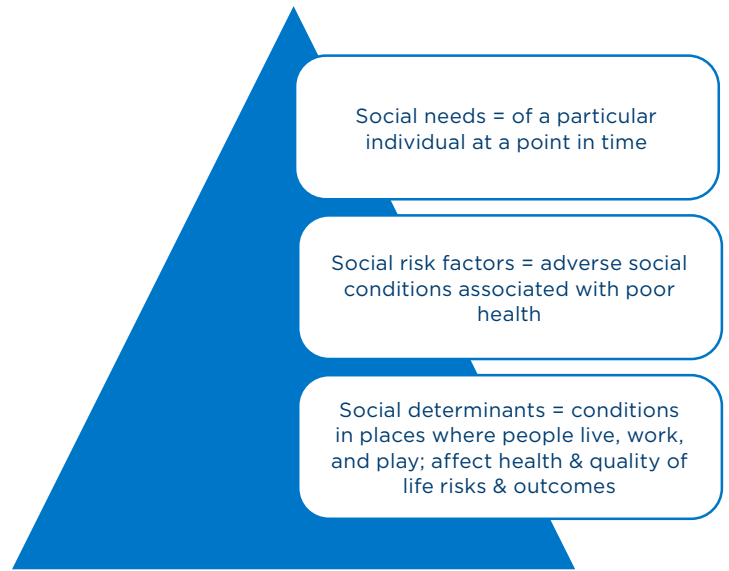 Social needs = of a particular
individual at a point in time
Social risk factors = adverse social
conditions associated with poor
health
Social determinants = conditions
in places where people live, work,
and play; affect health & quality of
life risks & outcomes